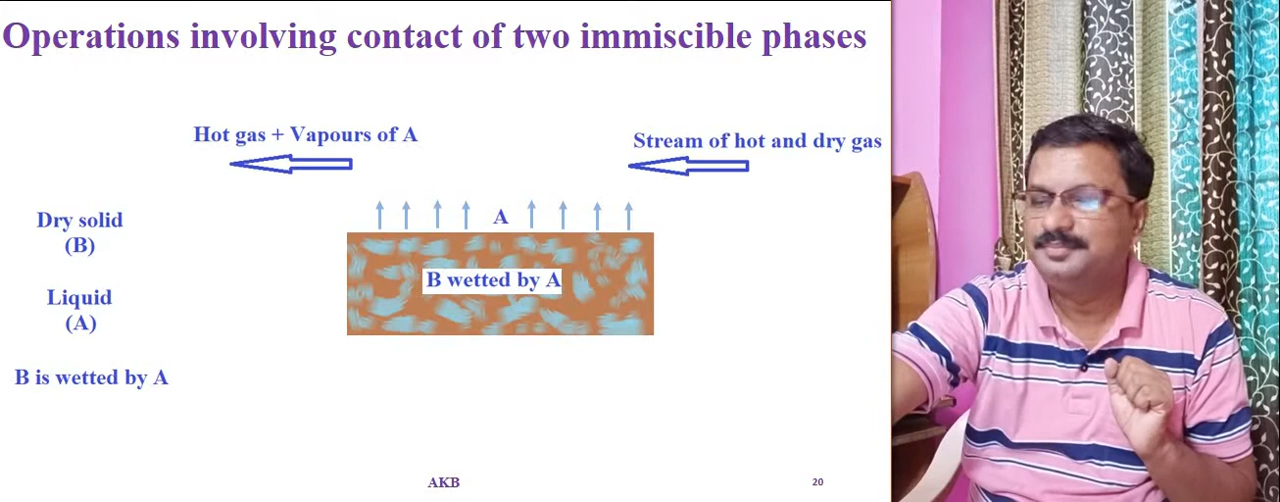 Operations involving contact of two immiscible phases
Hot gas + Vapours of A
Stream of hot and dry gas
Dry solid
(B)
A
Liquid
(A)
B wetted by A
B is wetted by A
AKB
20